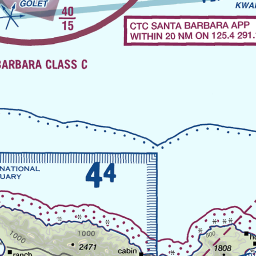 GOLET
KWA
40
15
CTC SANTA BARBARA APP
WITHIN 20 NM ON 125.4 291.
BARBARA CLASS C
NATIONAL
UARY
44
2471
1808
ranch
cabin